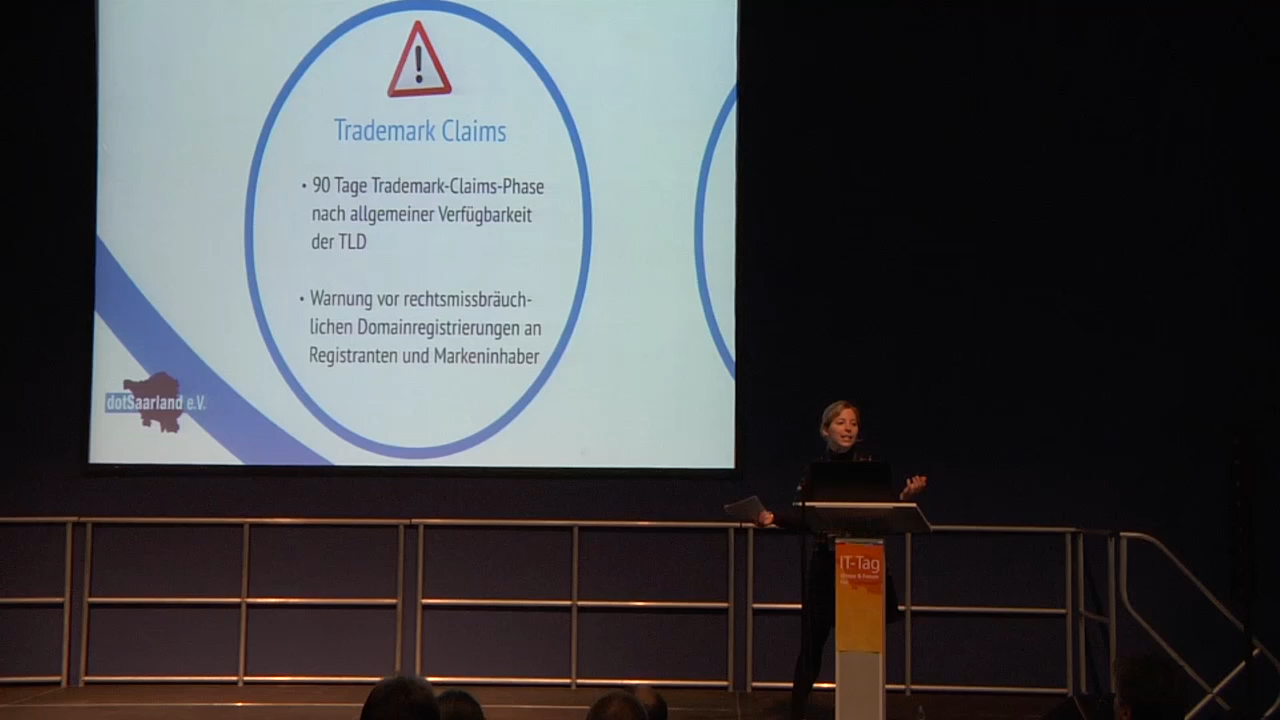 Trademark Claims
• 90 Tage Trademark-Claims-Phase
nach allgemeiner Verfügbarkeit
der TLD
• Warnung vor rechtsmissbräuch-
lichen Domainregistrierungen an
Registranten und Markeninhaber
dotSaarland e.V.
IT-Tag